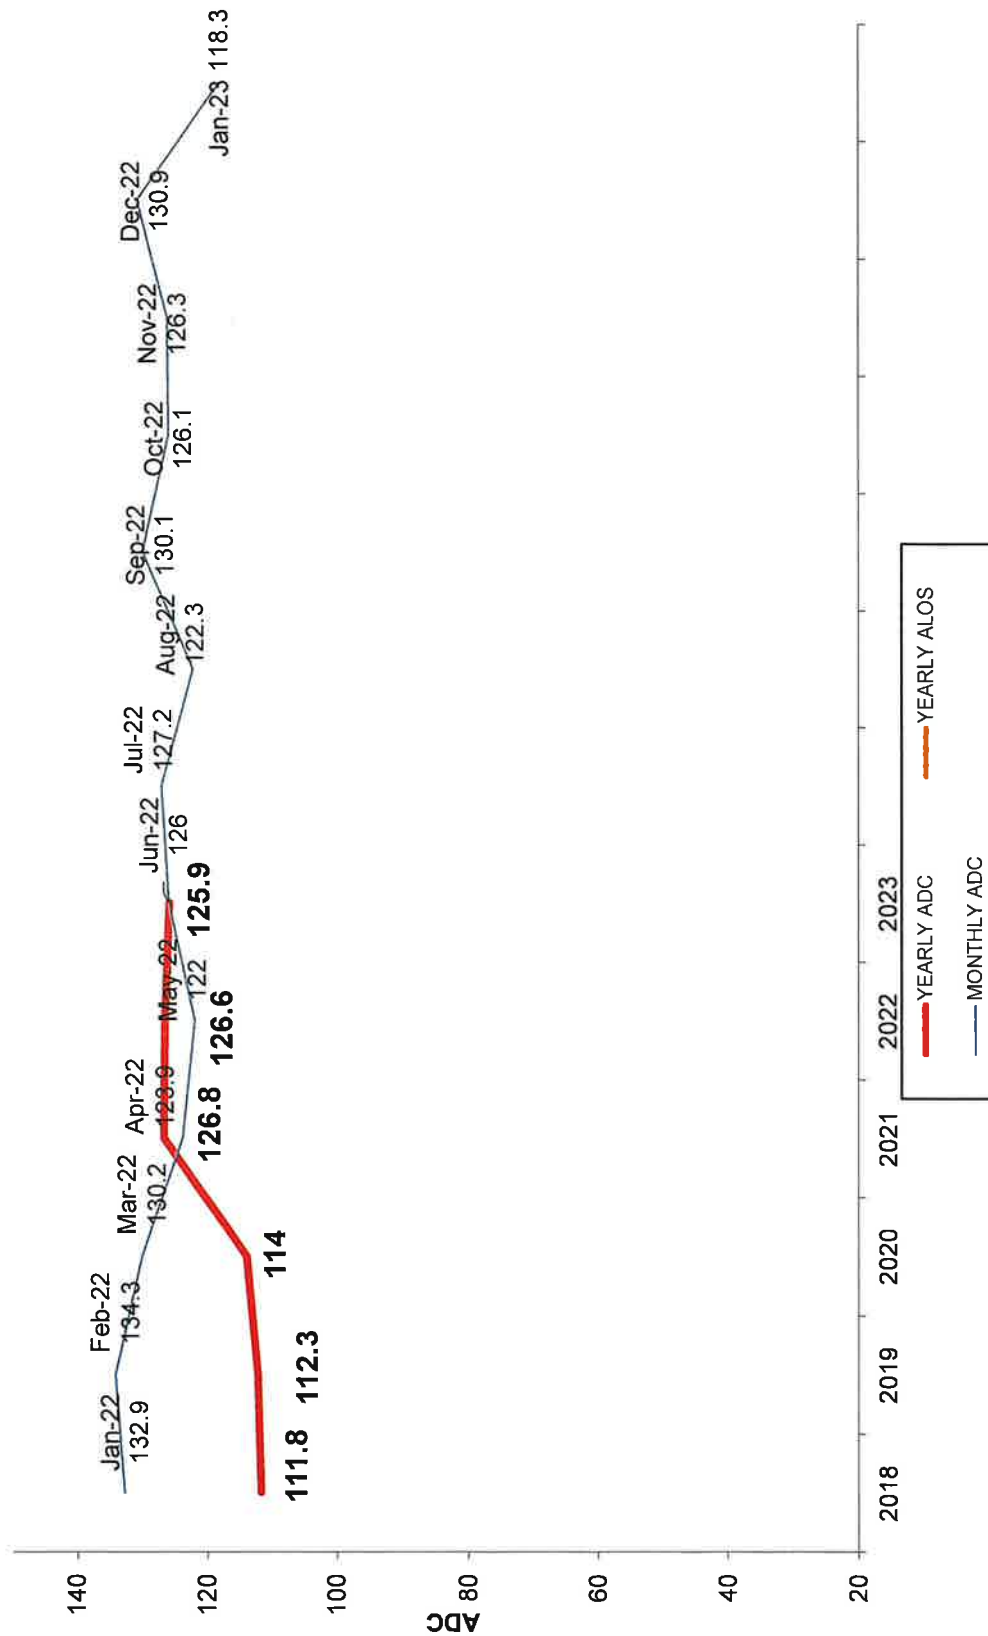 140
120
100
80
60
40
20
ADC
Jan-22
132.9
Feb-22
134.3
Mar-22
130.2
Apr-22
123.9
May-22
122
Jun-22
126
Jul-22
127.2
Aug-22
122.3
Sep-22
130.1
Oct-22
126.1
Nov-22
126.3
Dec-22
130.9
Jan-23
118.3
111.8
112.3
114
126.8
126.6
125.9
2018
2019
2020
2021
2022
2023
YEARLY ADC
YEARLY ALOS
MONTHLY ADC